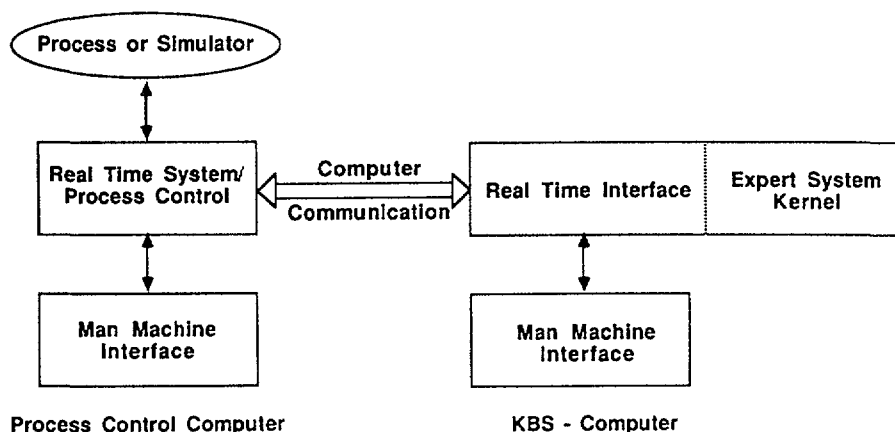 Process or Simulator
Real Time System/
Process Control
Computer
Communication
Real Time Interface
Expert System
Kernel
Man Machine
Interface
Man Machine
Interface
Process Control Computer
KBS - Computer